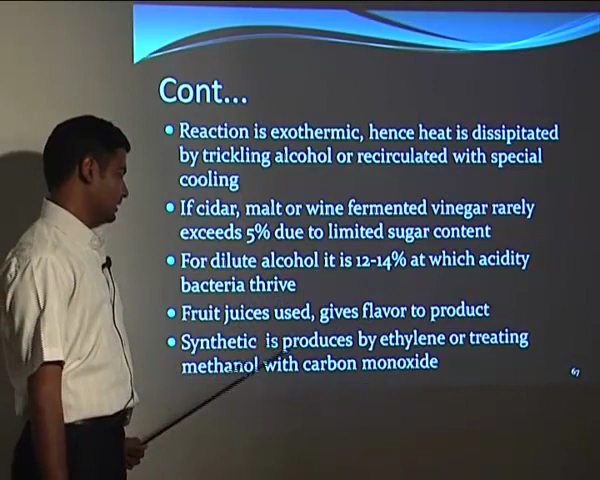 Cont...
• Reaction is exothermic, hence heat is dissipitated
by trickling alcohol or recirculated with special
cooling
• If cidar, malt or wine fermented vinegar rarely
exceeds 5% due to limited sugar content
• For dilute alcohol it is 12-14% at which acidity
bacteria thrive
• Fruit juices used, gives flavor to product
• Synthetic is produces by ethylene or treating
methanol with carbon monoxide
67